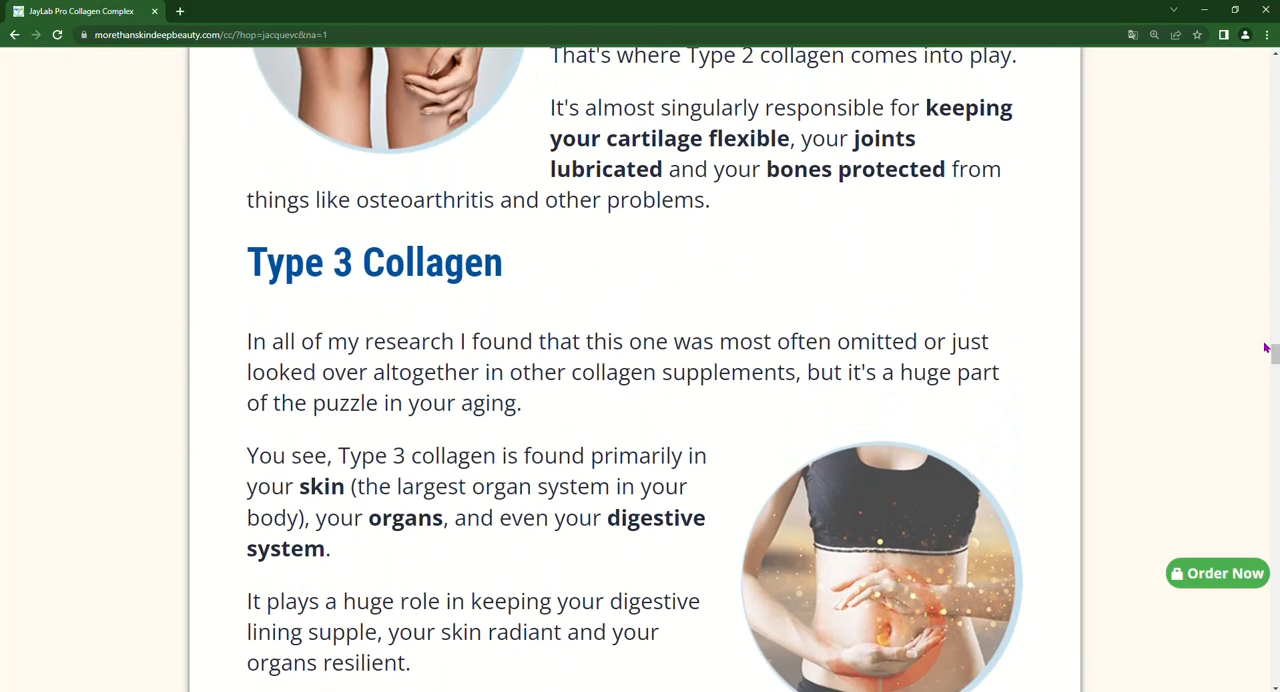 JayLab Pro Collagen Complex
morethanskindeepbeauty.com/cc/?hop=jacquevc&na=1
That's where Type 2 collagen comes into play.
It's almost singularly responsible for keeping
your cartilage flexible, your joints
lubricated and your bones protected from
things like osteoarthritis and other problems.
Type 3 Collagen
In all of my research I found that this one was most often omitted or just
looked over altogether in other collagen supplements, but it's a huge part
of the puzzle in your aging.
You see, Type 3 collagen is found primarily in
your skin (the largest organ system in your
body), your organs, and even your digestive
system.
Order Now
It plays a huge role in keeping your digestive
lining supple, your skin radiant and your
organs resilient.